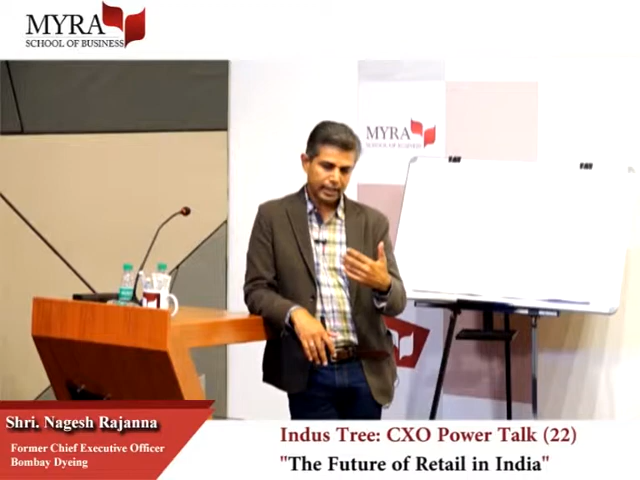 MYRA
SCHOOL OF BUSINESS
MYRA
SCHOOL OF BUSINESS
Shri. Nagesh Rajanna
Former Chief Executive Officer
Bombay Dyeing
Indus Tree: CXO Power Talk (22)
"The Future of Retail in India"